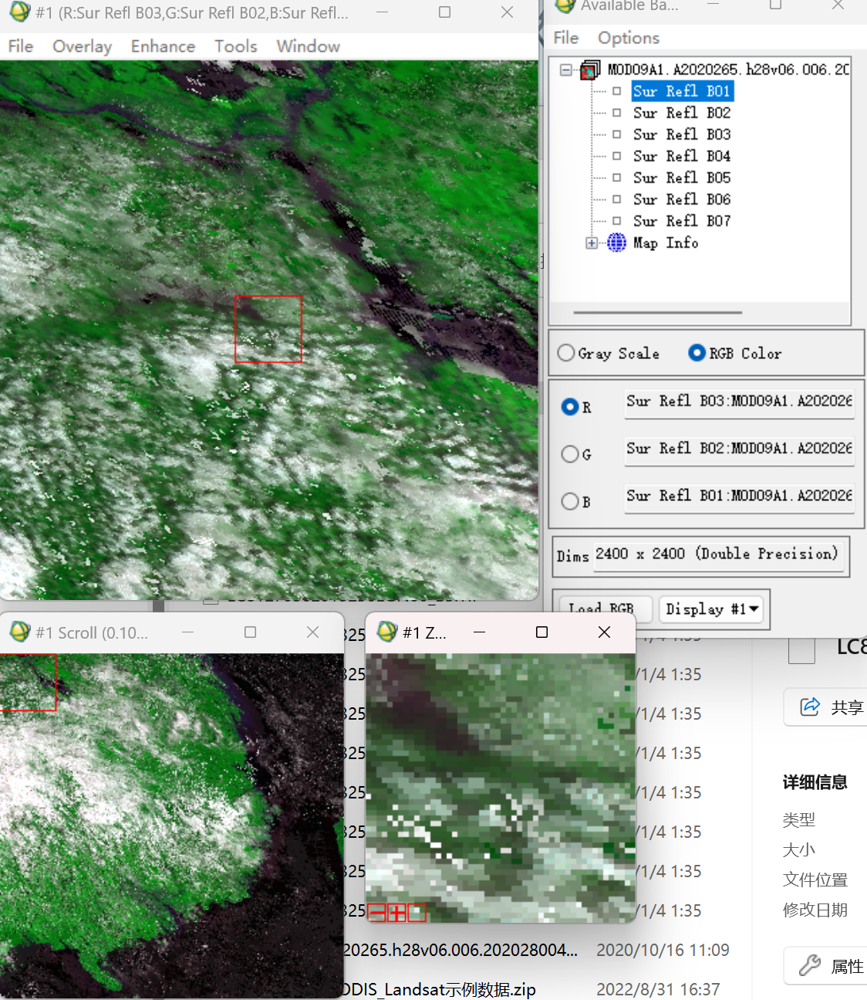 #1 (R:Sur Refl B03,G:Sur Refl B02,B:Sur Refl...
File Overlay Enhance Tools Window
Available Ba...
File Options
MOD09A1.A2020265.h28v06.006.20
Sur Refl B01
Sur Refl B02
Sur Refl B03
Sur Refl B04
Sur Refl B05
Sur Refl B06
Sur Refl B07
Map Info
Gray Scale RGB Color
R Sur Refl B03:MOD09A1.A202026
G Sur Refl B02:MOD09A1.A202026
B Sur Refl B01:MOD09A1.A202026
Dims 2400 x 2400 (Double Precision)
Load RGB Display #1
#1 Scroll (0.10...
#1 Z...
325
325 /1/4 1:35
325 /1/4 1:35
325 /1/4 1:35
325 /1/4 1:35
325 /1/4 1:35
325 /1/4 1:35
325 /1/4 1:35
20265.h28v06.006.202028004... 2020/10/16 11:09
DDIS_Landsat示例数据.zip 2022/8/31 16:37
LC8
共享
详细信息
类型
大小
文件位置
修改日期
属性